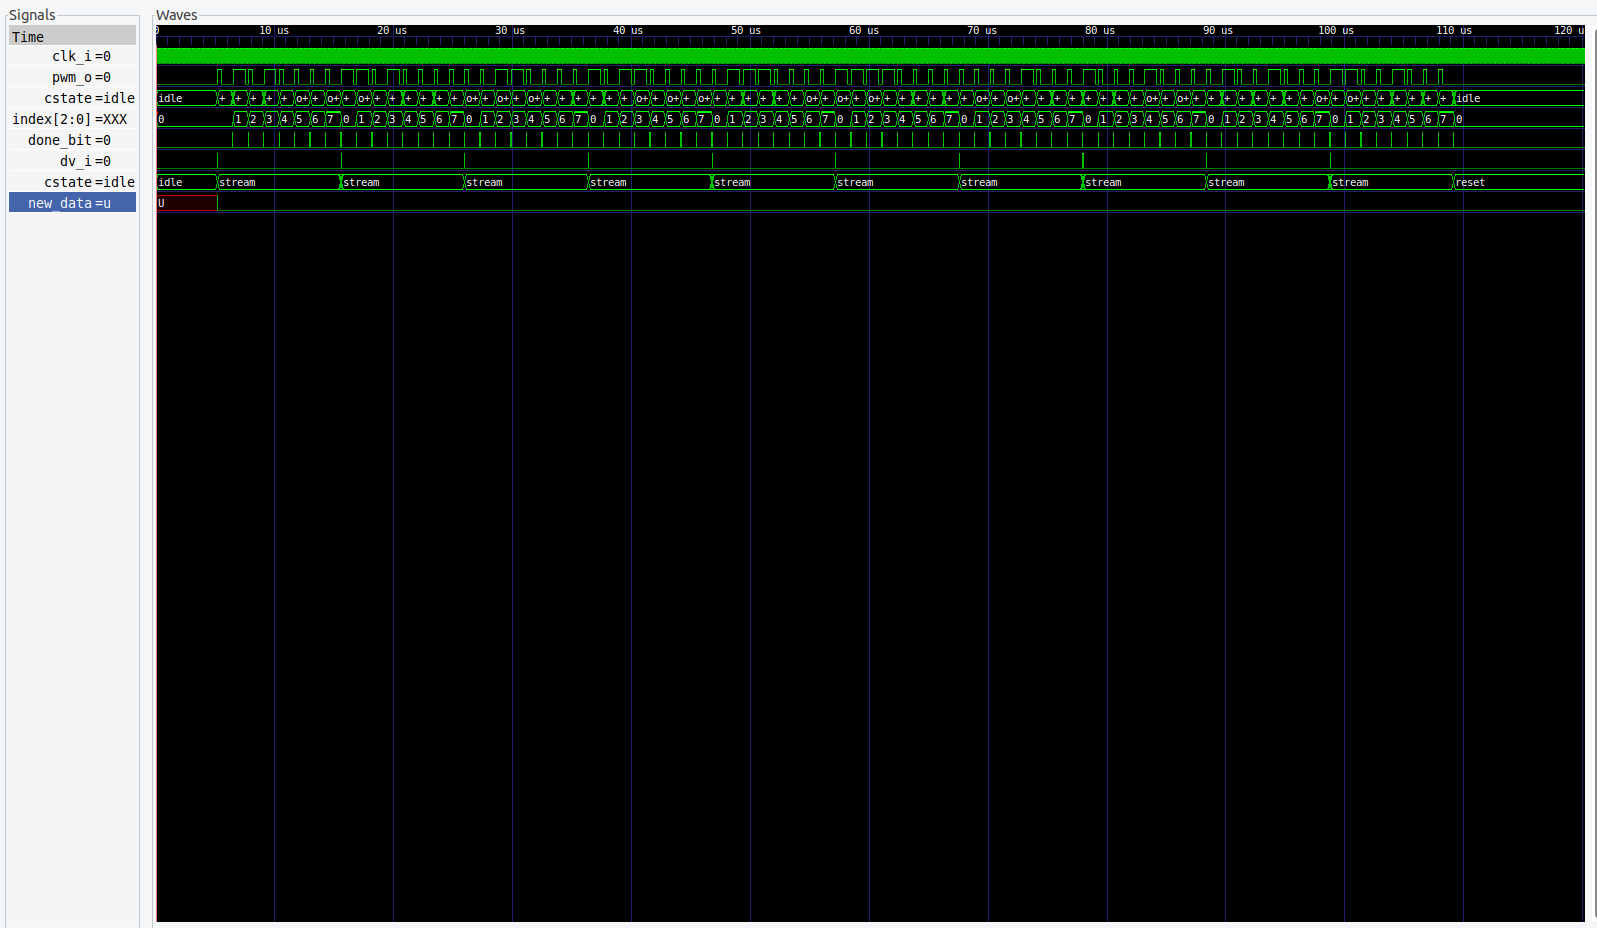 Signals
Waves
Time
0 10 us 20 us 30 us 40 us 50 us 60 us 70 us 80 us 90 us 100 us 110 us 120 u
clk_i=0
pwm_o=0
cstate=idle idle + + + + + o+ + o+ + o+ + + + + + + o+ + o+ + o+ + + + + + + o+ + o+ + + + + + + + + o+ + o+ + o+ + + + + + + o+ + o+ + + + + + + + o+ + o+ + + + + + + + + o+ + o+ + + + + + + idle
index[2:0]=XXX 0 1 2 3 4 5 6 7 0 1 2 3 4 5 6 7 0 1 2 3 4 5 6 7 0 1 2 3 4 5 6 7 0 1 2 3 4 5 6 7 0 1 2 3 4 5 6 7 0 1 2 3 4 5 6 7 0 1 2 3 4 5 6 7 0 1 2 3 4 5 6 7 0 1 2 3 4 5 6 7 0
done_bit=0
dv_i=0
cstate=idle idle stream stream stream stream stream stream stream stream stream stream reset
new_data=u U